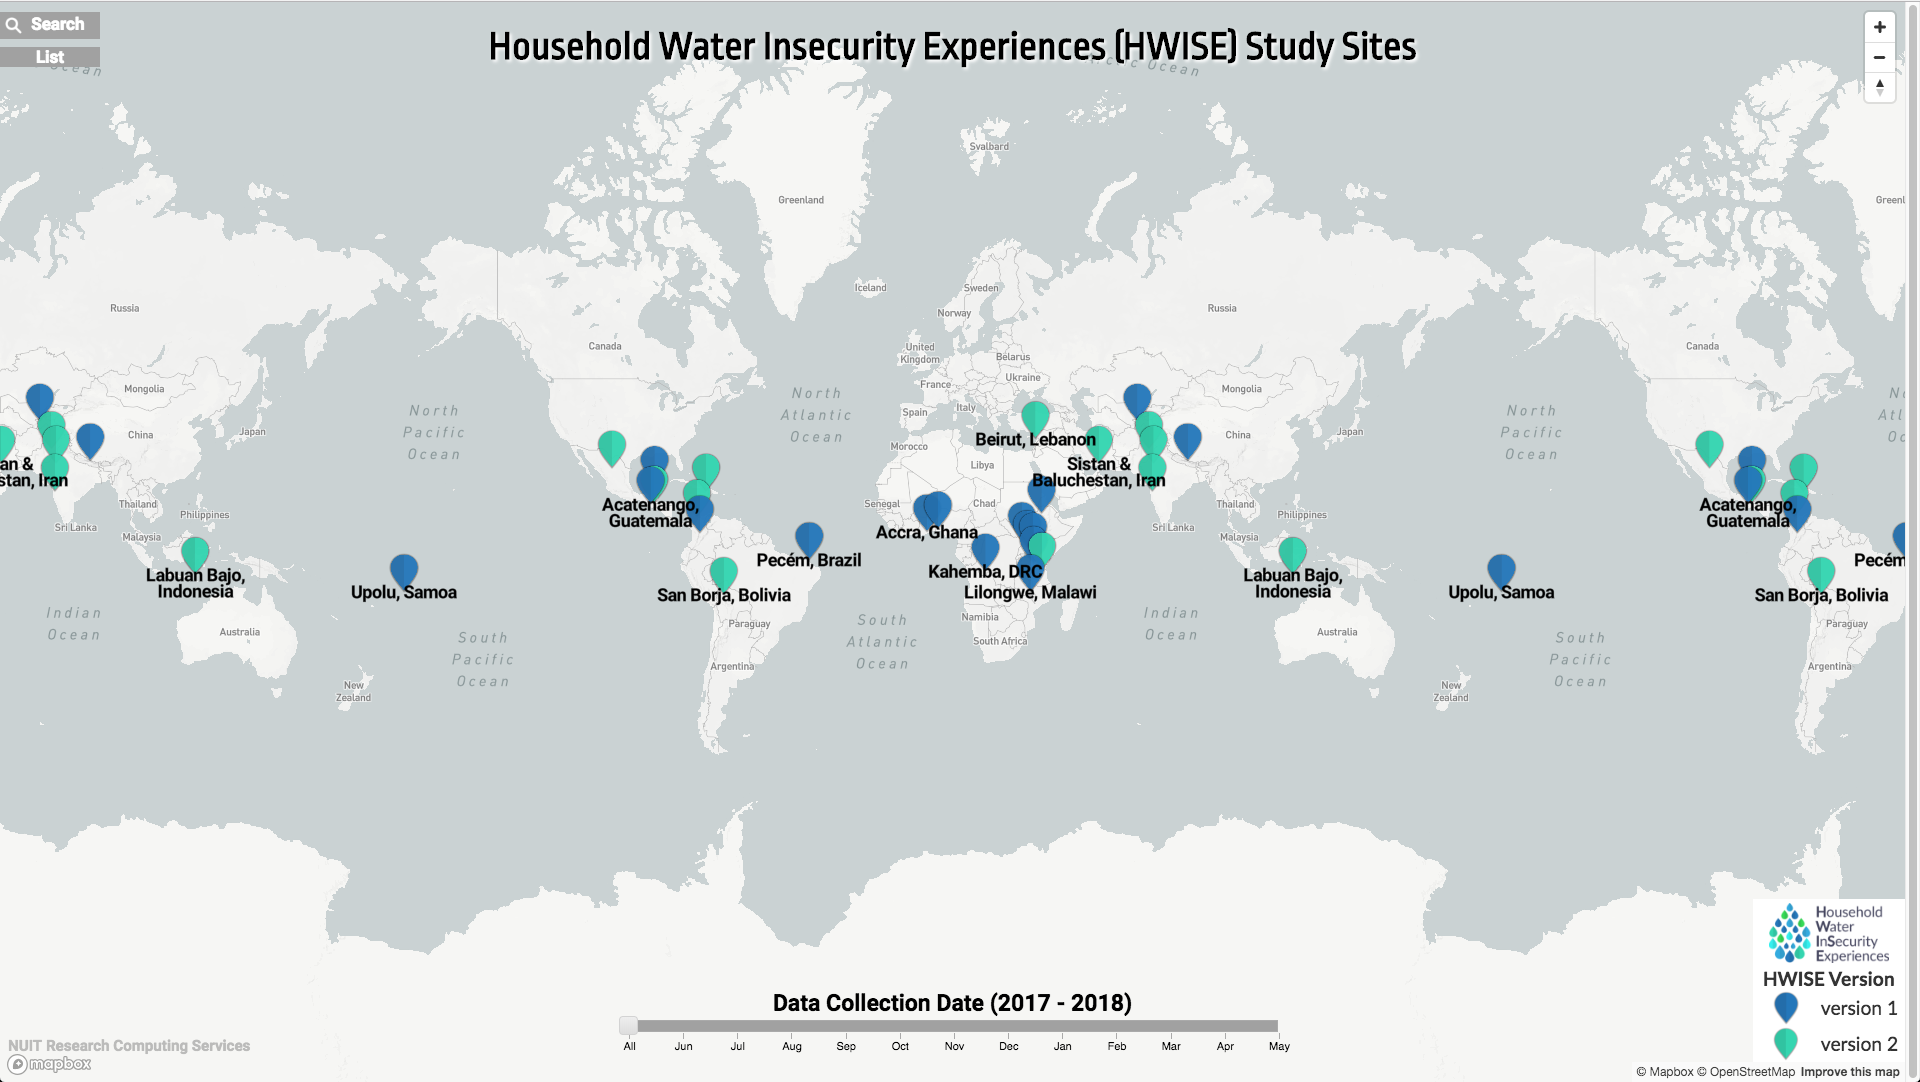 Search
List
Household Water Insecurity Experiences (HWISE) Study Sites
+
−
cean
Arctic Ocean
Svalbard
Greenland
Greenl
Iceland
Sweden
Norway
Russia
Russia
Canada
Canada
United
Kingdom
Belarus
Ukraine
France
Italy
Spain
Mongolia
Mongolia
China
China
Japan
Japan
North
Pacific
Ocean
North
Atlantic
Ocean
North
Pacific
Ocean
Morocco
Libya
Beirut, Lebanon
an &
stan, Iran
Sistan &
Baluchestan, Iran
Senegal
Chad
Thailand
Philippines
Thailand
Philippines
Sri Lanka
Malaysia
Sri Lanka
Malaysia
Acatenango,
Guatemala
Acatenango,
Guatemala
Accra, Ghana
Pecém, Brazil
Pecém
Kahemba, DRC
Lilongwe, Malawi
Labuan Bajo,
Indonesia
Labuan Bajo,
Indonesia
Upolu, Samoa
Upolu, Samoa
San Borja, Bolivia
San Borja, Bolivia
Indian
Ocean
Indian
Ocean
South
Atlantic
Ocean
Namibia
South Africa
Paraguay
Paraguay
Argentina
Argentina
Australia
Australia
South
Pacific
Ocean
South
Pacific
Ocean
New
Zealand
New
Zealand
Household
Water
InSecurity
Experiences
HWISE Version
version 1
version 2
Data Collection Date (2017 - 2018)
All Jun Jul Aug Sep Oct Nov Dec Jan Feb Mar Apr May
NUIT Research Computing Services
mapbox
© Mapbox © OpenStreetMap Improve this map